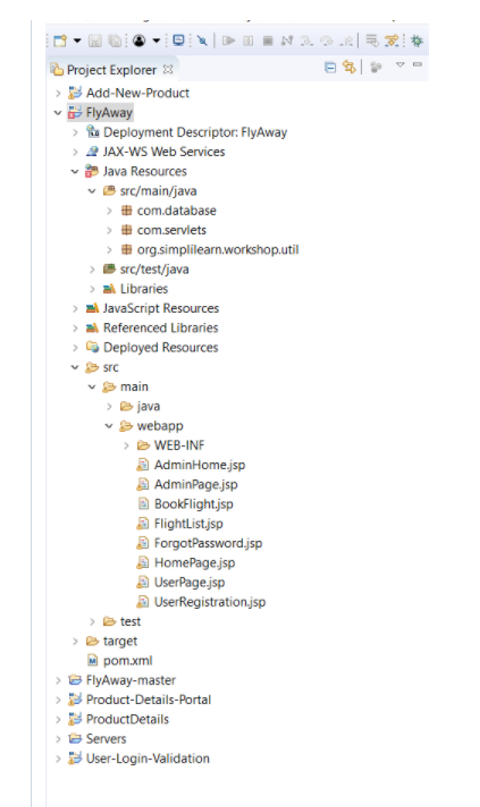 Project Explorer
Add-New-Product
FlyAway
Deployment Descriptor: FlyAway
JAX-WS Web Services
Java Resources
src/main/java
com.database
com.servlets
org.simplilearn.workshop.util
src/test/java
Libraries
JavaScript Resources
Referenced Libraries
Deployed Resources
src
main
java
webapp
WEB-INF
AdminHome.jsp
AdminPage.jsp
BookFlight.jsp
FlightList.jsp
ForgotPassword.jsp
HomePage.jsp
UserPage.jsp
UserRegistration.jsp
test
target
pom.xml
FlyAway-master
Product-Details-Portal
ProductDetails
Servers
User-Login-Validation